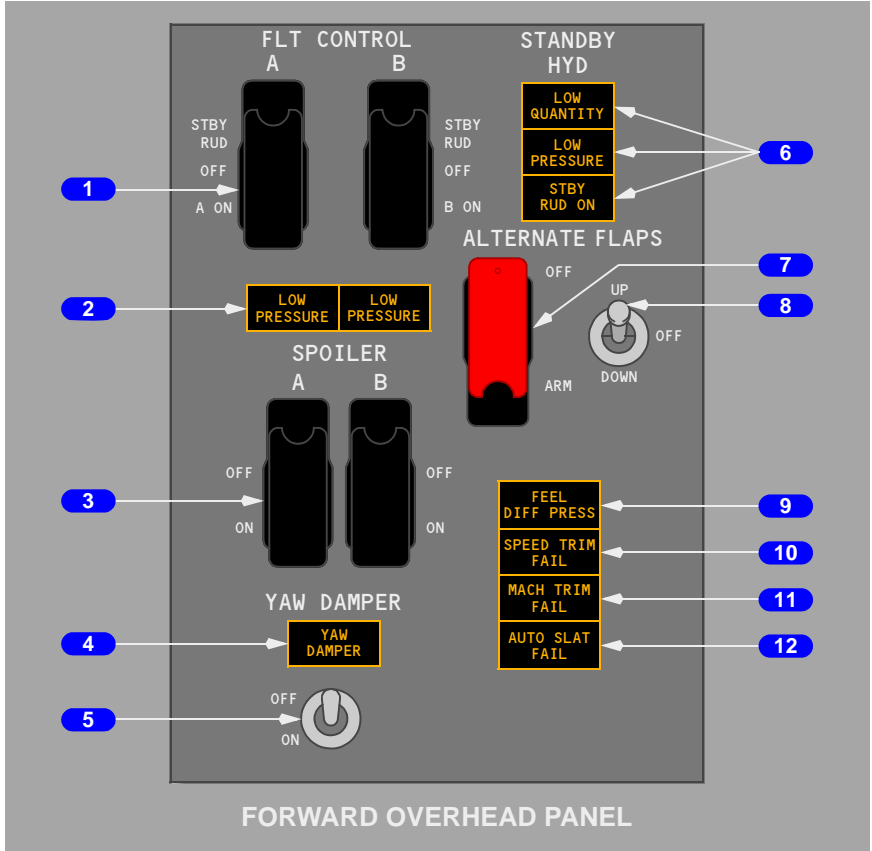 FLT CONTROL
A
B
STANDBY
HYD
LOW
QUANTITY
LOW
PRESSURE
STBY
RUD ON
6
STBY
RUD
OFF
A ON
1
STBY
RUD
OFF
B ON
ALTERNATE FLAPS
OFF
ARM
7
UP
OFF
DOWN
8
2
LOW
PRESSURE
LOW
PRESSURE
SPOILER
A
B
3
OFF
ON
OFF
ON
FEEL
DIFF PRESS
9
SPEED TRIM
FAIL
10
MACH TRIM
FAIL
11
AUTO SLAT
FAIL
12
YAW DAMPER
4
YAW
DAMPER
5
OFF
ON
FORWARD OVERHEAD PANEL